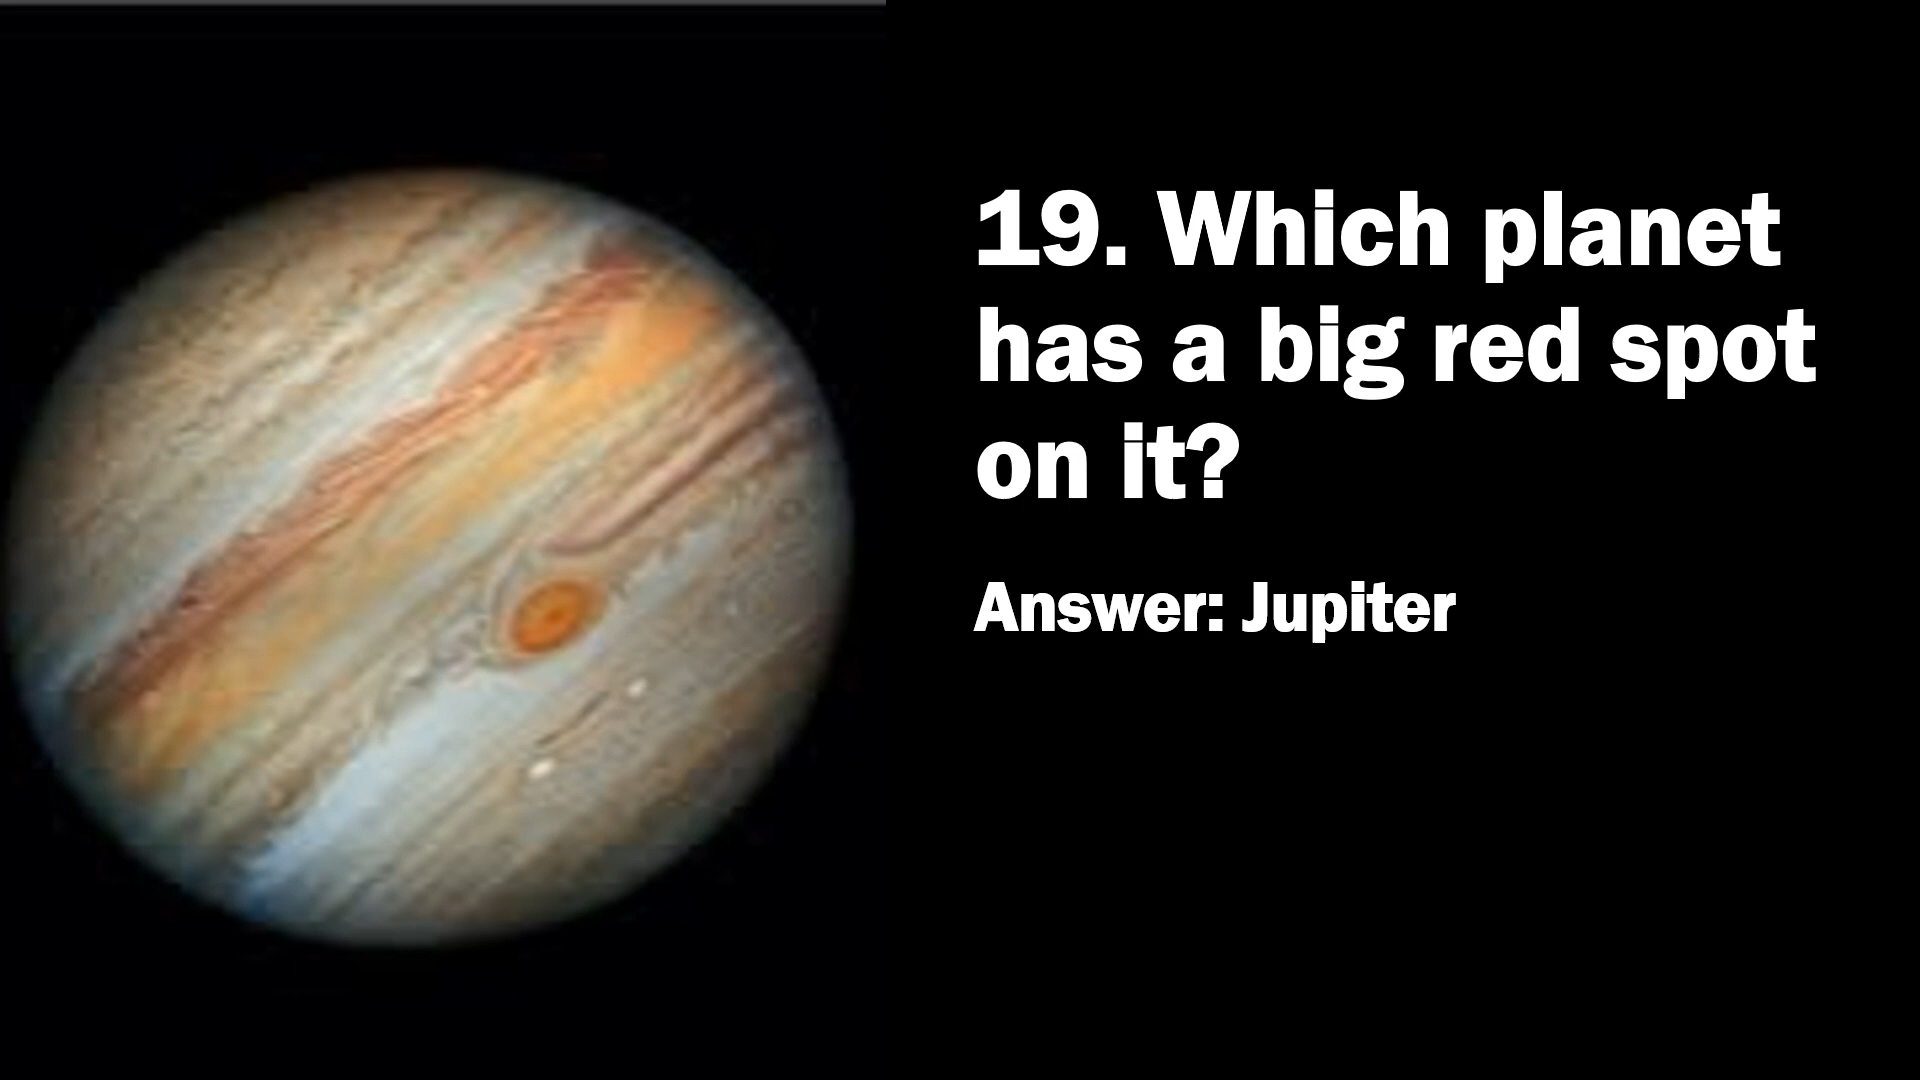 19. Which planet
has a big red spot
on it?
Answer: Jupiter